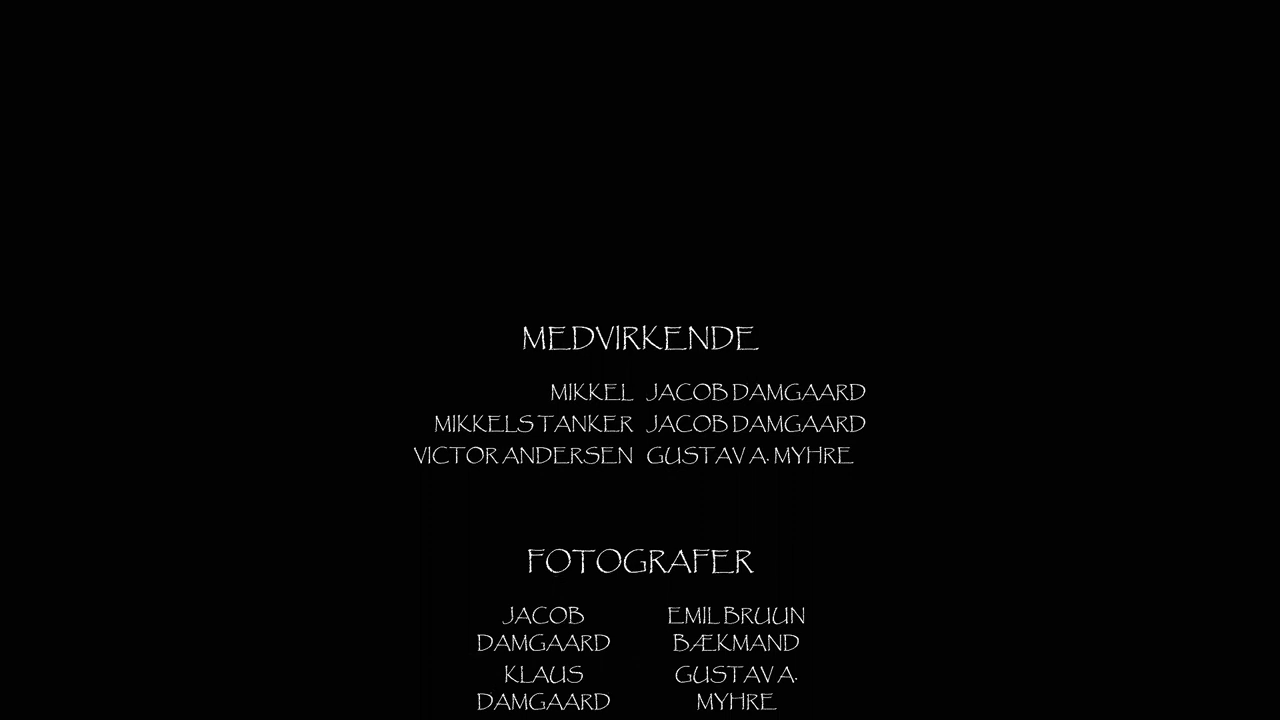 MEDVIRKENDE
MIKKEL JACOB DAMGAARD
MIKKELS TANKER JACOB DAMGAARD
VICTOR ANDERSEN GUSTAV A. MYHRE
FOTOGRAFER
JACOB DAMGAARD
EMIL BRUUN BÆKMAND
KLAUS DAMGAARD
GUSTAV A. MYHRE